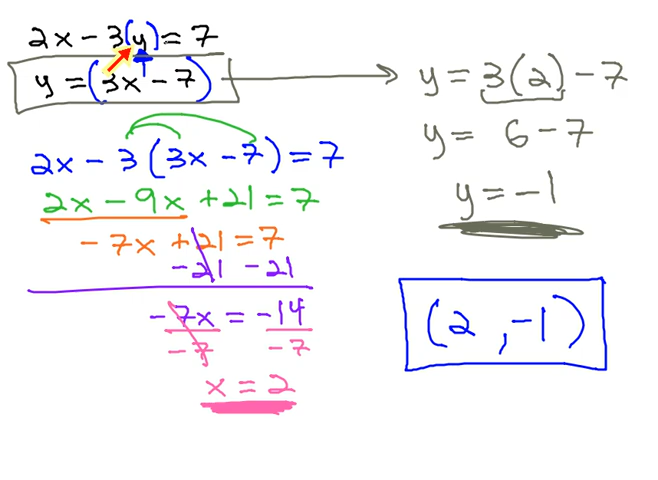 2x - 3(y) = 7
y = (3x - 7)
2x - 3(3x - 7) = 7
2x - 9x + 21 = 7
-7x + 21 = 7
-21 -21
-7x = -14
-7 -7
x = 2
y = 3(2) - 7
y = 6 - 7
y = -1
(2, -1)